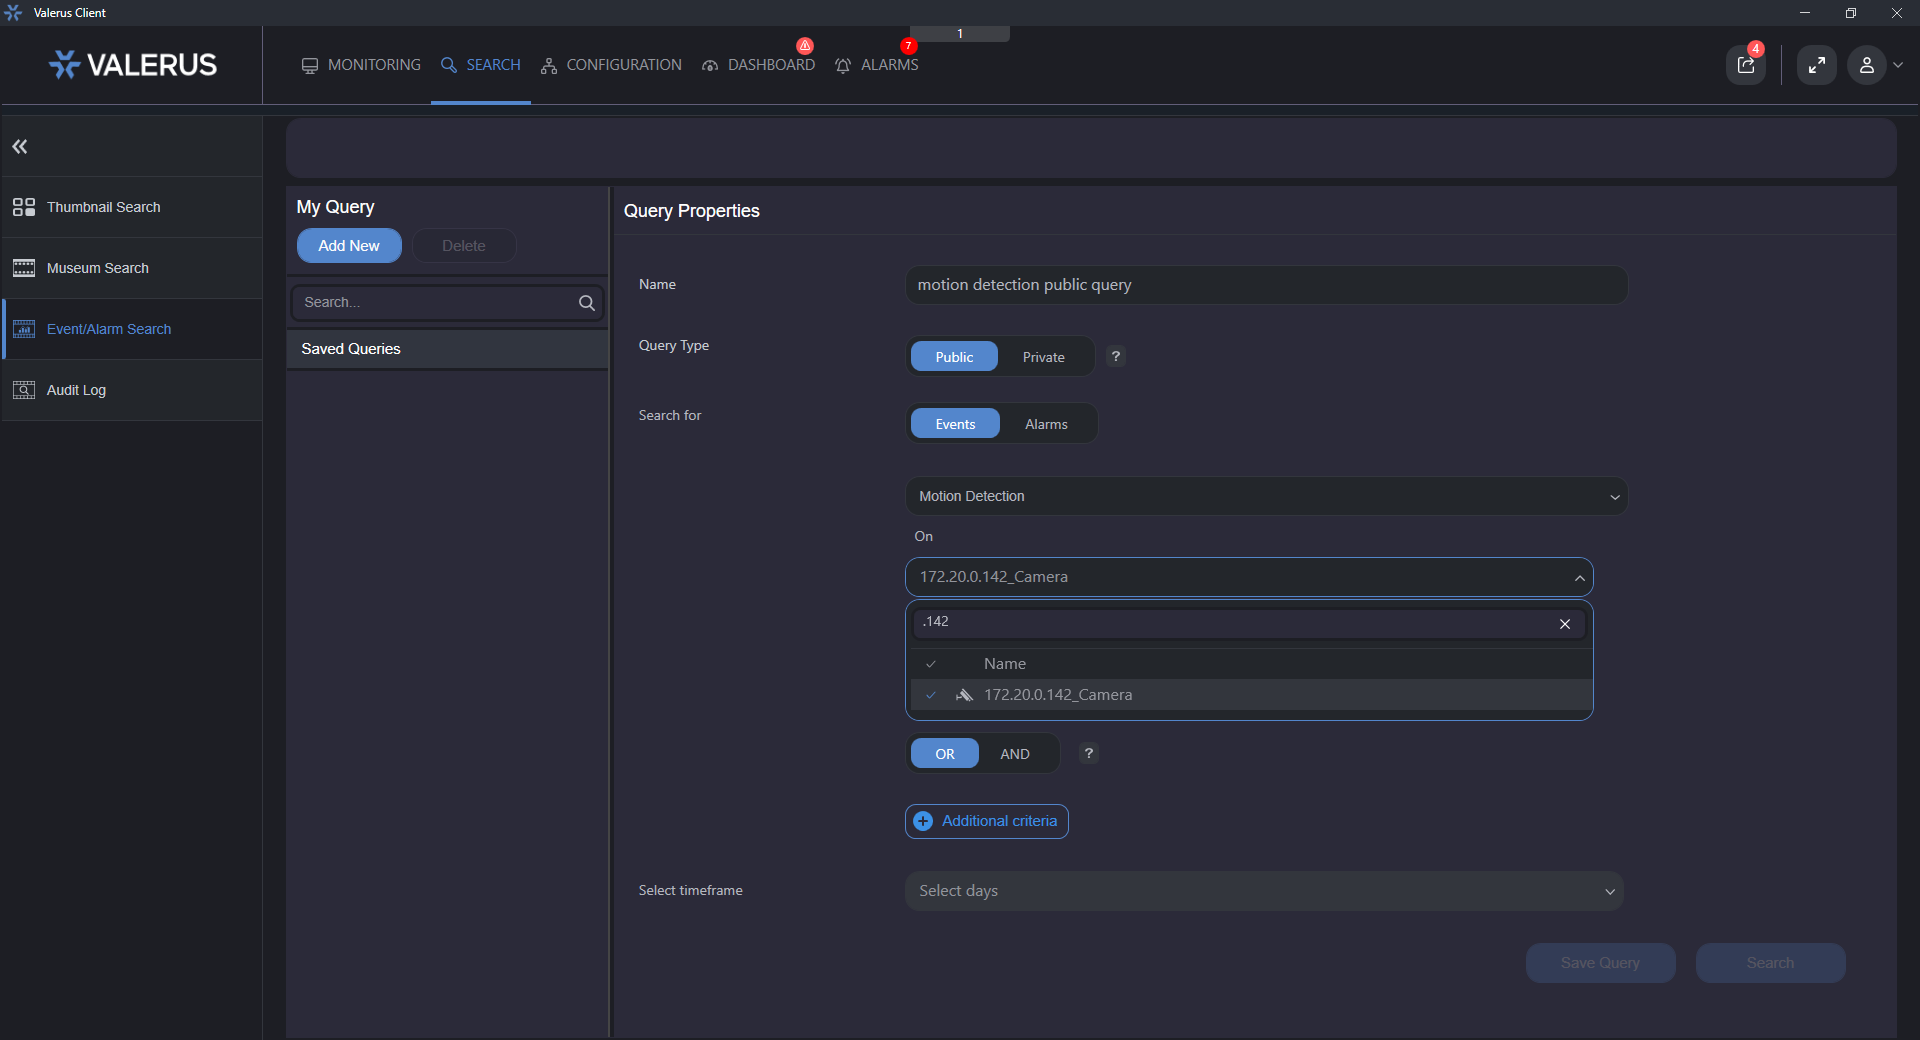 Valerus Client
1
VALERUS
MONITORING
SEARCH
CONFIGURATION
DASHBOARD
7
ALARMS
4
Thumbnail Search
Museum Search
Event/Alarm Search
Audit Log
My Query
Add New
Delete
Search...
Saved Queries
Query Properties
Name
motion detection public query
Query Type
Public
Private
?
Search for
Events
Alarms
Motion Detection
On
172.20.0.142_Camera
.142
Name
172.20.0.142_Camera
OR
AND
?
Additional criteria
Select timeframe
Select days
Save Query
Search